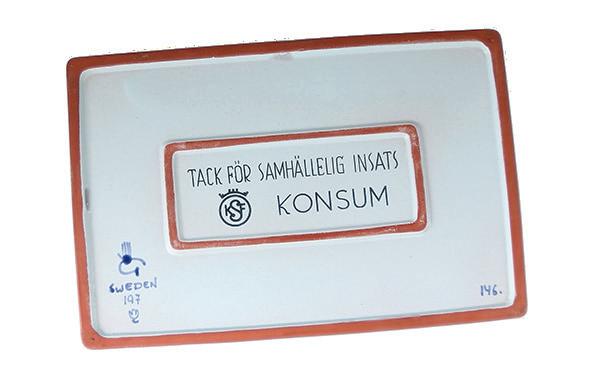 TACK FÖR SAMHÄLLELIG INSATS
KSF KONSUM
SWEDEN
197
146.